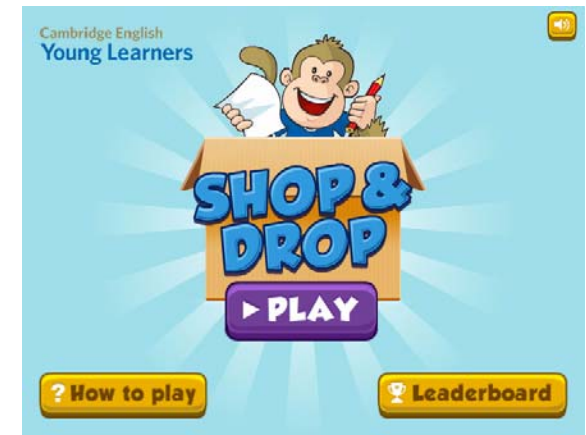 Cambridge English
Young Learners
SHOP &
DROP
PLAY
? How to play
Leaderboard